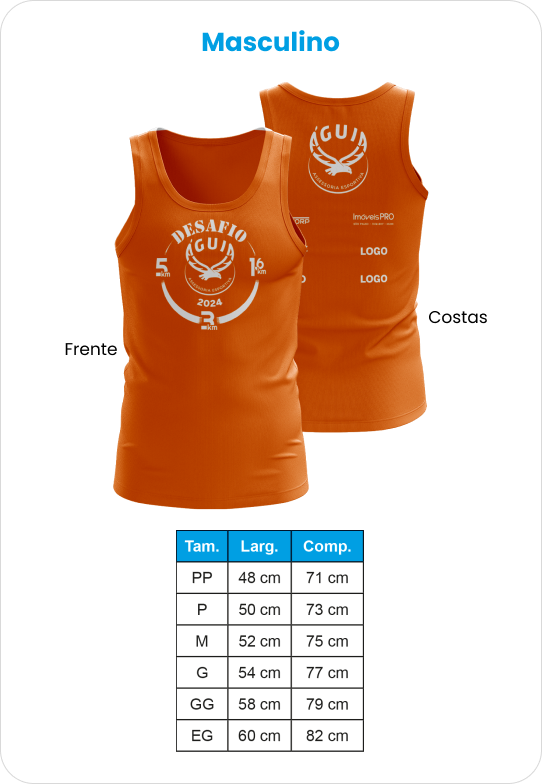 Masculino
ÁGUIA
ASSESSORIA ESPORTIVA
ImóveisPRO
LOGO
LOGO
DESAFIO
ÁGUIA
ASSESSORIA ESPORTIVA
5 km
16 km
2024
3 km
Frente
Costas
Tam. Larg. Comp.
PP 48 cm 71 cm
P 50 cm 73 cm
M 52 cm 75 cm
G 54 cm 77 cm
GG 58 cm 79 cm
EG 60 cm 82 cm